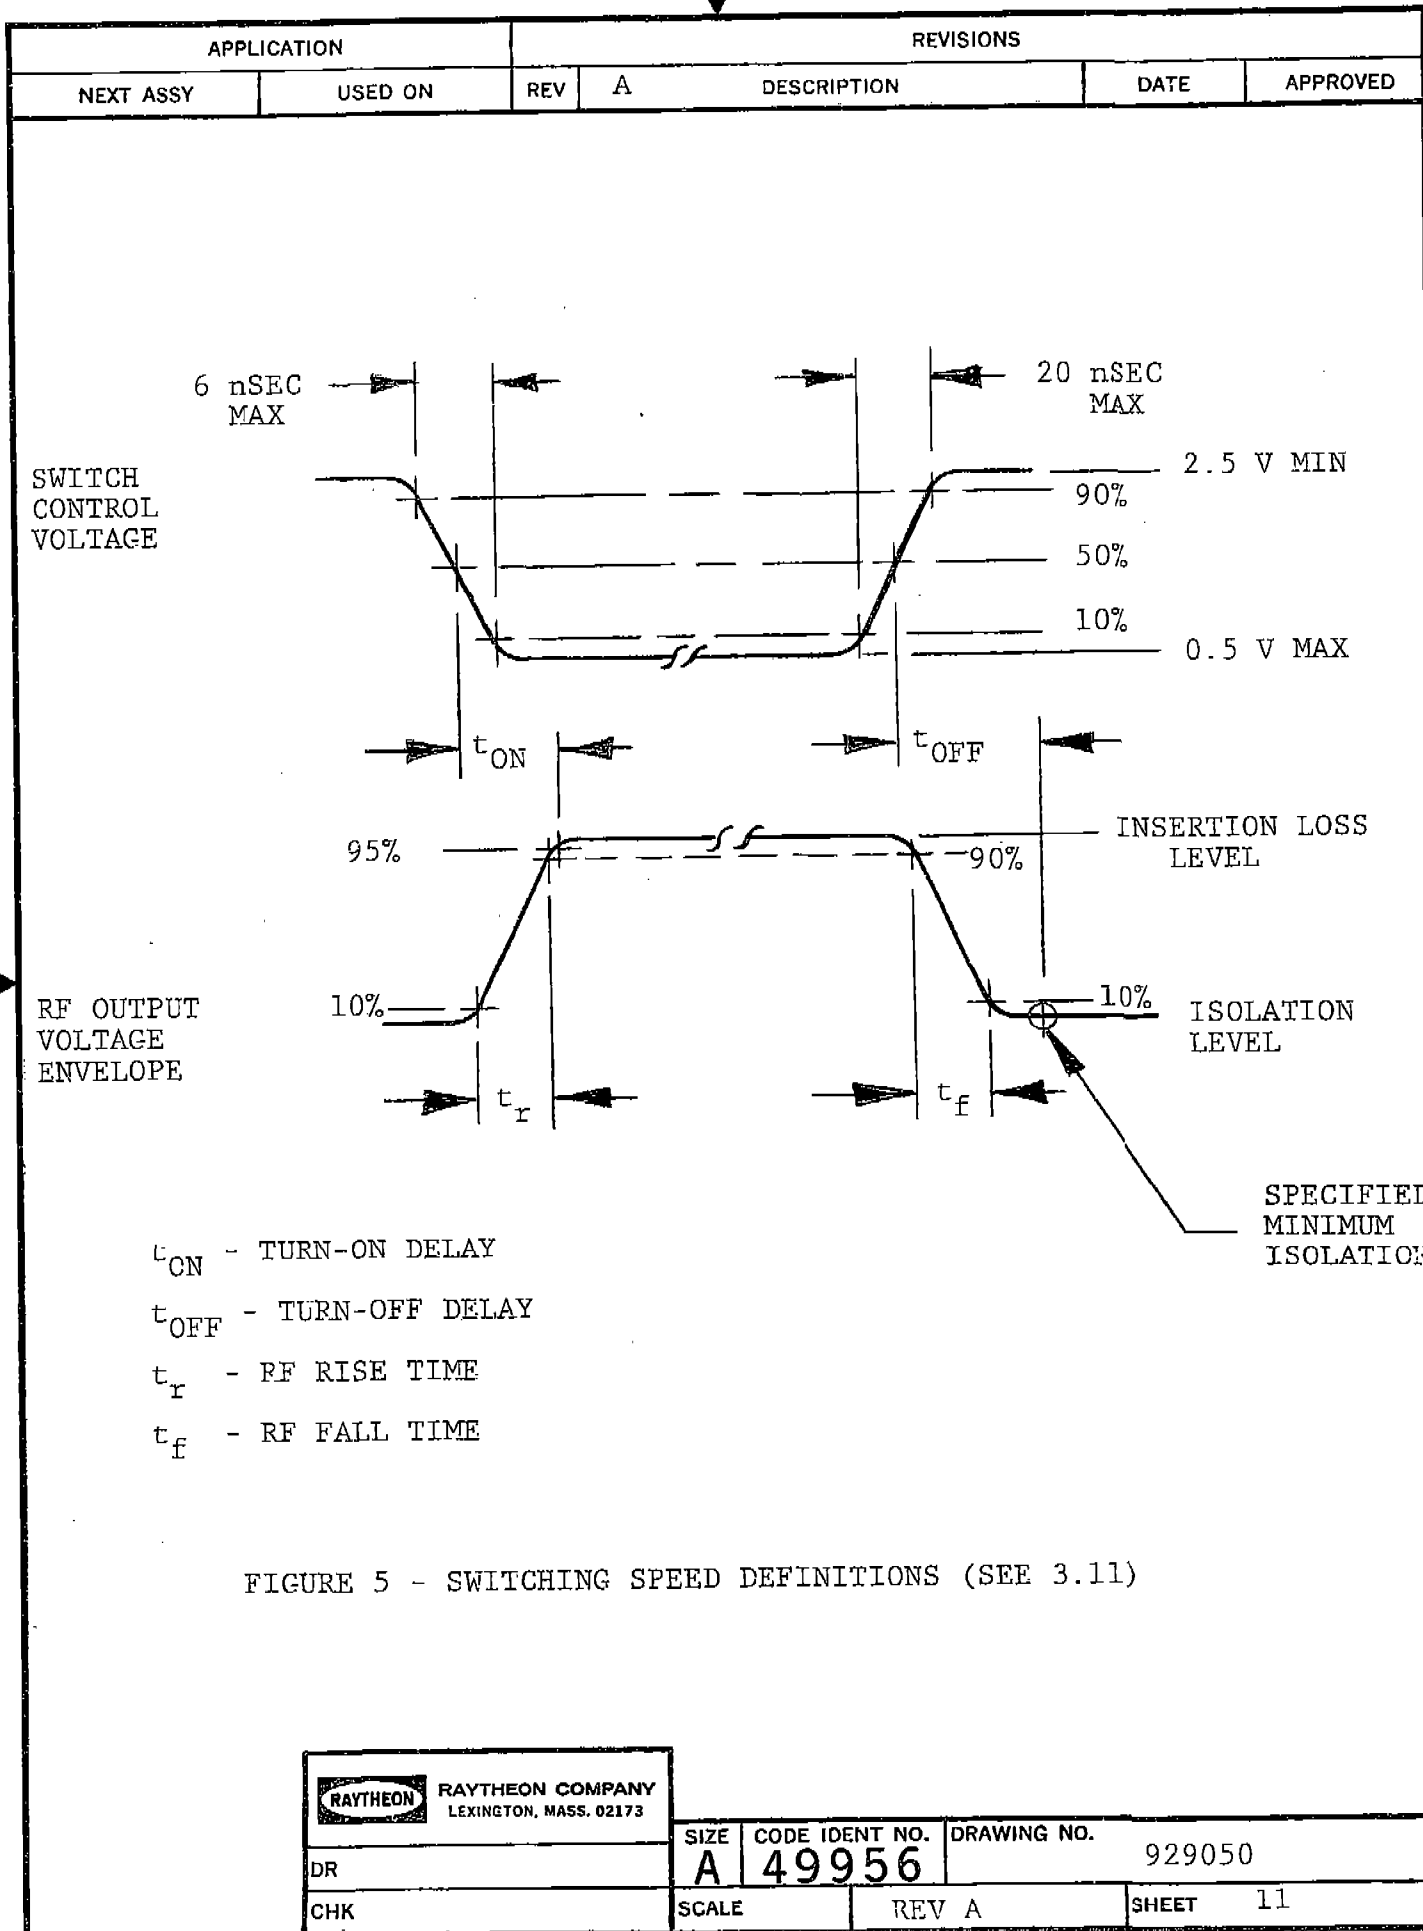 APPLICATION REVISIONS
NEXT ASSY USED ON REV A DESCRIPTION DATE APPROVED
6 nSEC MAX
20 nSEC MAX
SWITCH
CONTROL
VOLTAGE
2.5 V MIN
90%
50%
10%
0.5 V MAX
tON
tOFF
95%
90%
INSERTION LOSS
LEVEL
RF OUTPUT
VOLTAGE
ENVELOPE
10%
10%
ISOLATION
LEVEL
tr
tf
SPECIFIED
MINIMUM
ISOLATION
tON - TURN-ON DELAY
tOFF - TURN-OFF DELAY
tr - RF RISE TIME
tf - RF FALL TIME
FIGURE 5 - SWITCHING SPEED DEFINITIONS (SEE 3.11)
RAYTHEON
RAYTHEON COMPANY
LEXINGTON, MASS. 02173
DR
CHK
SIZE
A
CODE IDENT NO.
49956
DRAWING NO.
929050
SCALE
REV A
SHEET 11